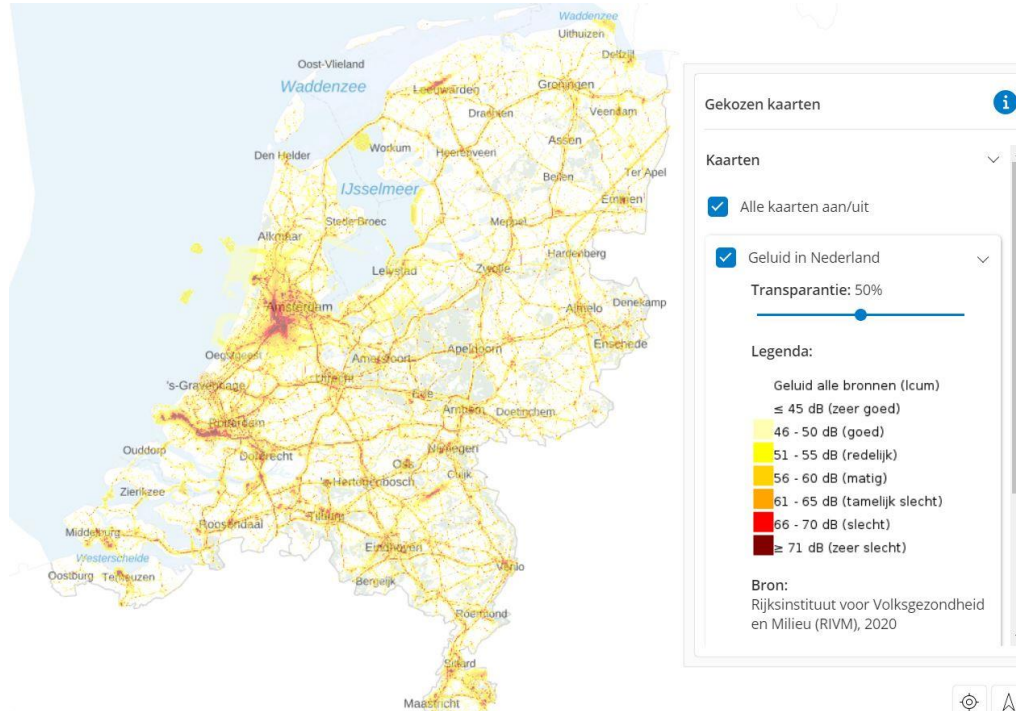 Waddenzee
Uithuizen
Delfzijl
Oost-Vlieland
Waddenzee
Leeuwarden
Groningen
Drachten
Veendam
Assen
Den Helder
Workum
Heerenveen
Beilen
Ter Apel
IJsselmeer
Emmen
Stede Broec
Meppel
Alkmaar
Hardenberg
Lelystad
Zwolle
Amsterdam
Almelo
Denekamp
Enschede
Oegstgeest
Amersfoort
Apeldoorn
's-Gravenhage
Utrecht
Ede
Arnhem
Doetinchem
Rotterdam
Ouddorp
Dordrecht
Nijmegen
Oss
Cuijk
Zierikzee
's-Hertogenbosch
Middelburg
Roosendaal
Tilburg
Westerschelde
Eindhoven
Oostburg
Terneuzen
Venlo
Bergeijk
Roermond
Sittard
Maastricht
Gekozen kaarten
i
Kaarten
Alle kaarten aan/uit
Geluid in Nederland
Transparantie: 50%
Legenda:
Geluid alle bronnen (lcum)
≤ 45 dB (zeer goed)
46 - 50 dB (goed)
51 - 55 dB (redelijk)
56 - 60 dB (matig)
61 - 65 dB (tamelijk slecht)
66 - 70 dB (slecht)
≥ 71 dB (zeer slecht)
Bron:
Rijksinstituut voor Volksgezondheid
en Milieu (RIVM), 2020